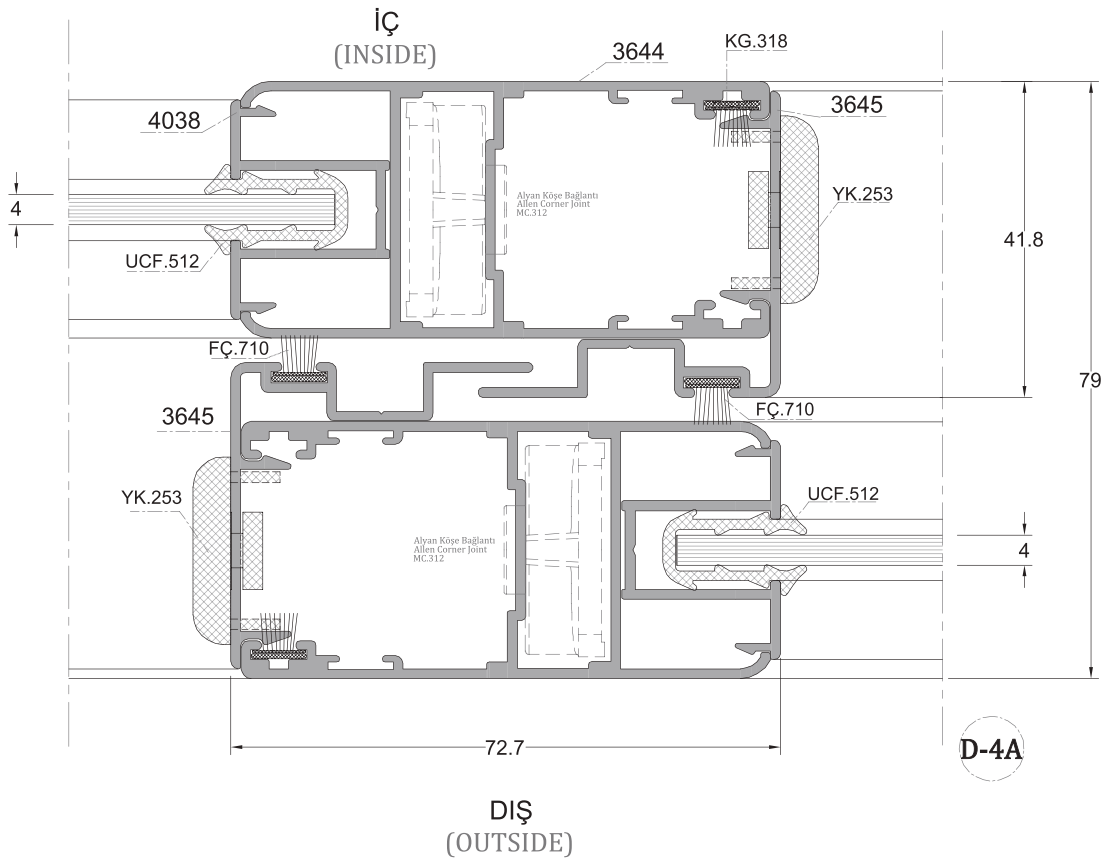 İÇ
(INSIDE)
KG.318
3644
3645
4038
4
Alyan Köşe Bağlantı
Allen Corner Joint
MC.312
YK.253
41.8
UCF.512
FÇ.710
79
FÇ.710
3645
YK.253
UCF.512
Alyan Köşe Bağlantı
Allen Corner Joint
MC.312
4
72.7
D-4A
DIŞ
(OUTSIDE)